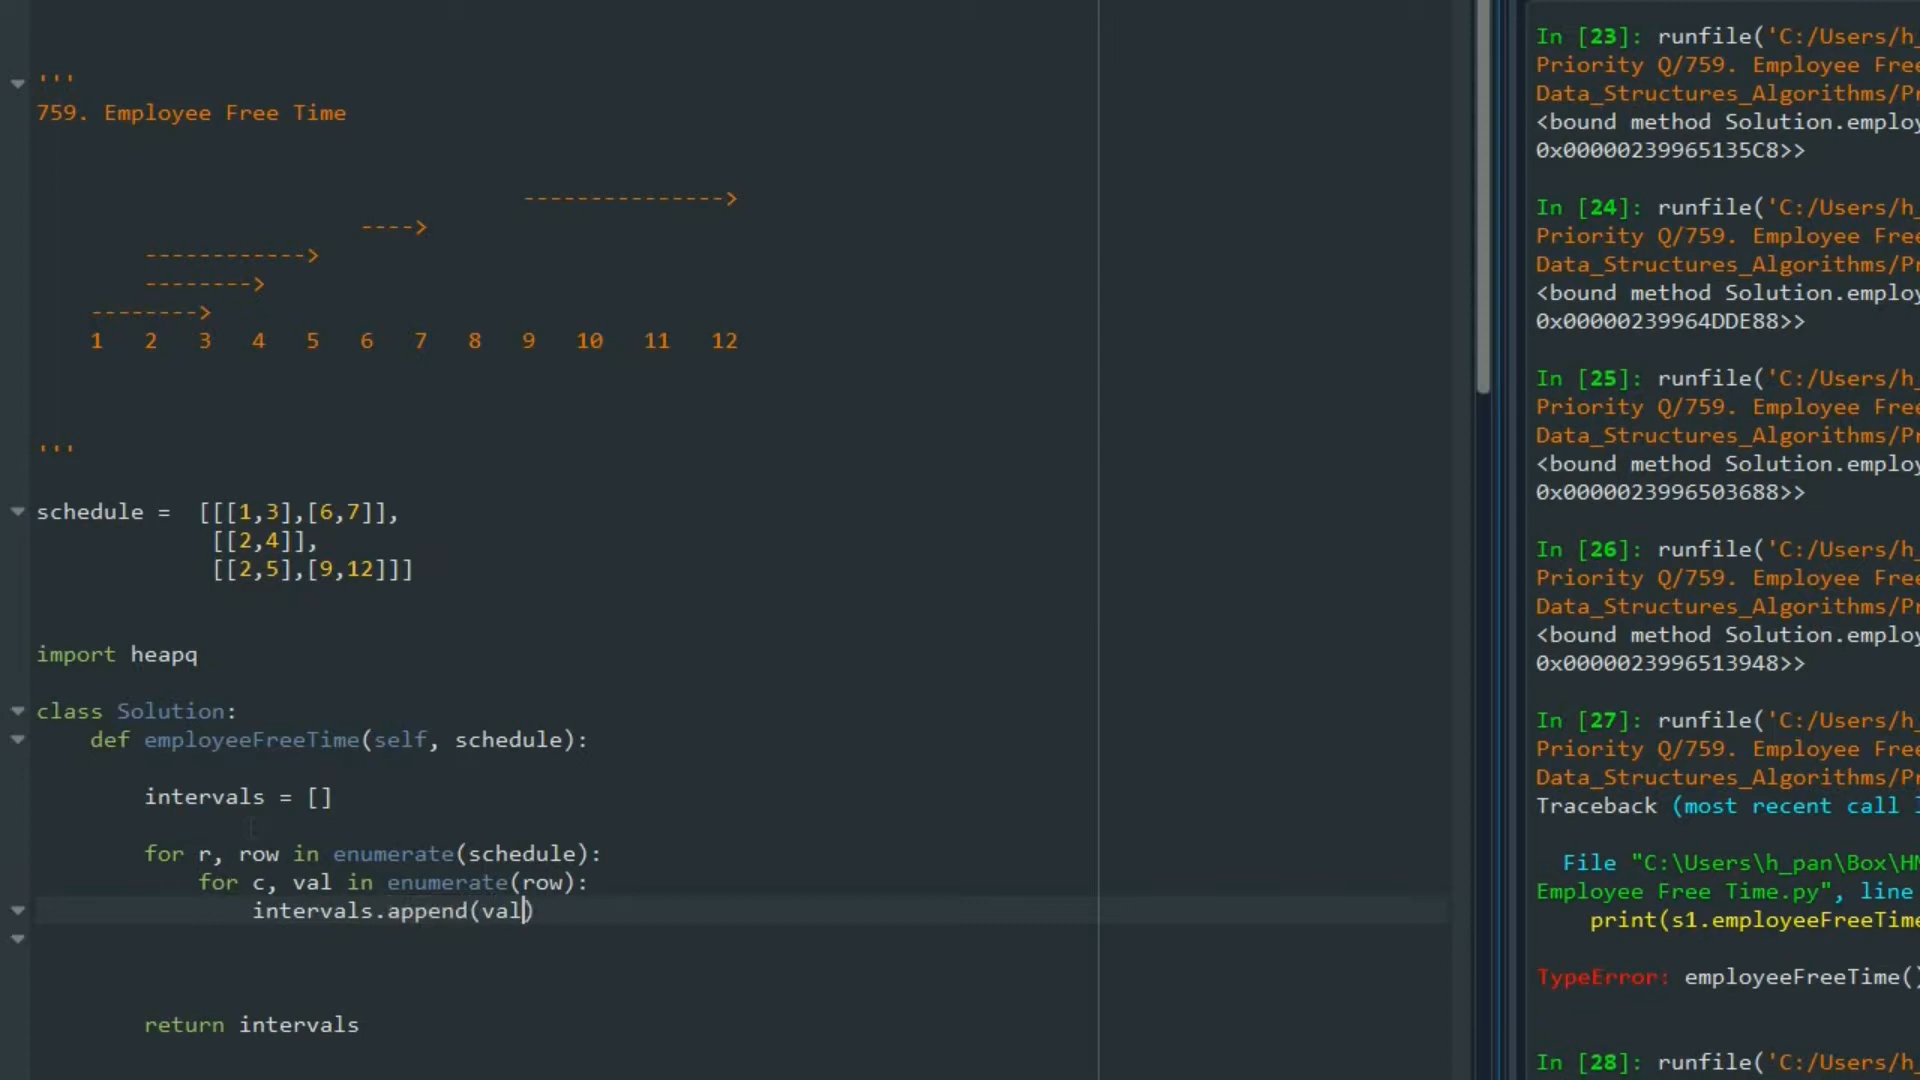 '''
759. Employee Free Time
--------------->
---->
------------>
-------->
-------->
1 2 3 4 5 6 7 8 9 10 11 12
'''
schedule = [[[1,3],[6,7]],
[[2,4]],
[[2,5],[9,12]]]
import heapq
class Solution:
def employeeFreeTime(self, schedule):
intervals = []
for r, row in enumerate(schedule):
for c, val in enumerate(row):
intervals.append(val)
return intervals
In [23]: runfile('C:/Users/h_
Priority Q/759. Employee Free
Data_Structures_Algorithms/Pr
<bound method Solution.employ
0x00000239965135C8>>
In [24]: runfile('C:/Users/h_
Priority Q/759. Employee Free
Data_Structures_Algorithms/Pr
<bound method Solution.employ
0x00000239964DDE88>>
In [25]: runfile('C:/Users/h_
Priority Q/759. Employee Free
Data_Structures_Algorithms/Pr
<bound method Solution.employ
0x0000023996503688>>
In [26]: runfile('C:/Users/h_
Priority Q/759. Employee Free
Data_Structures_Algorithms/Pr
<bound method Solution.employ
0x0000023996513948>>
In [27]: runfile('C:/Users/h_
Priority Q/759. Employee Free
Data_Structures_Algorithms/Pr
Traceback (most recent call l
File "C:\Users\h_pan\Box\HM
Employee Free Time.py", line
print(s1.employeeFreeTime
TypeError: employeeFreeTime()
In [28]: runfile('C:/Users/h_